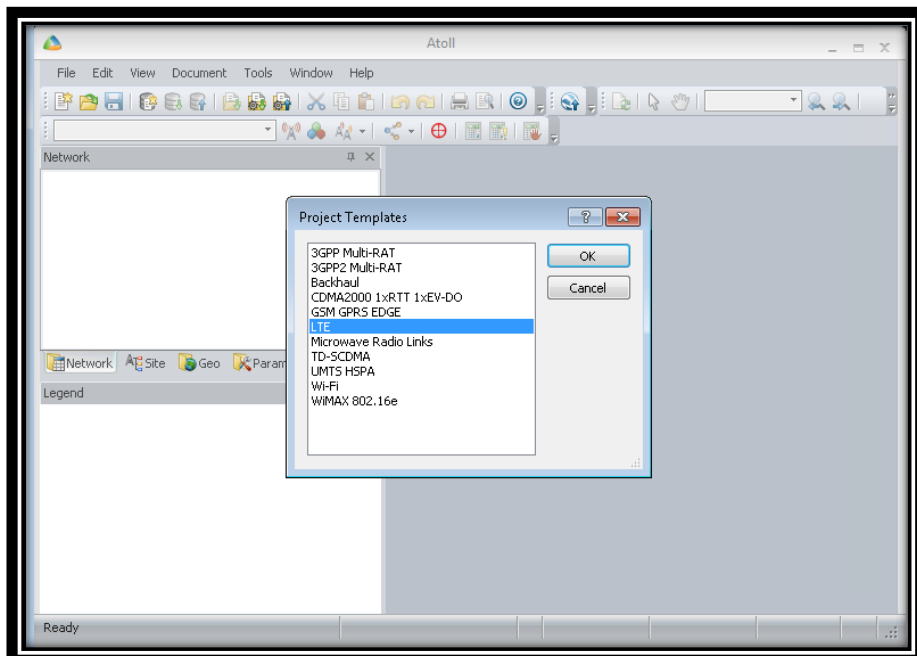 Atoll
File Edit View Document Tools Window Help
Network
Project Templates
3GPP Multi-RAT
3GPP2 Multi-RAT
Backhaul
CDMA2000 1xRTT 1xEV-DO
GSM GPRS EDGE
LTE
Microwave Radio Links
TD-SCDMA
UMTS HSPA
Wi-Fi
WiMAX 802.16e
OK
Cancel
Network Site Geo Param
Legend
Ready